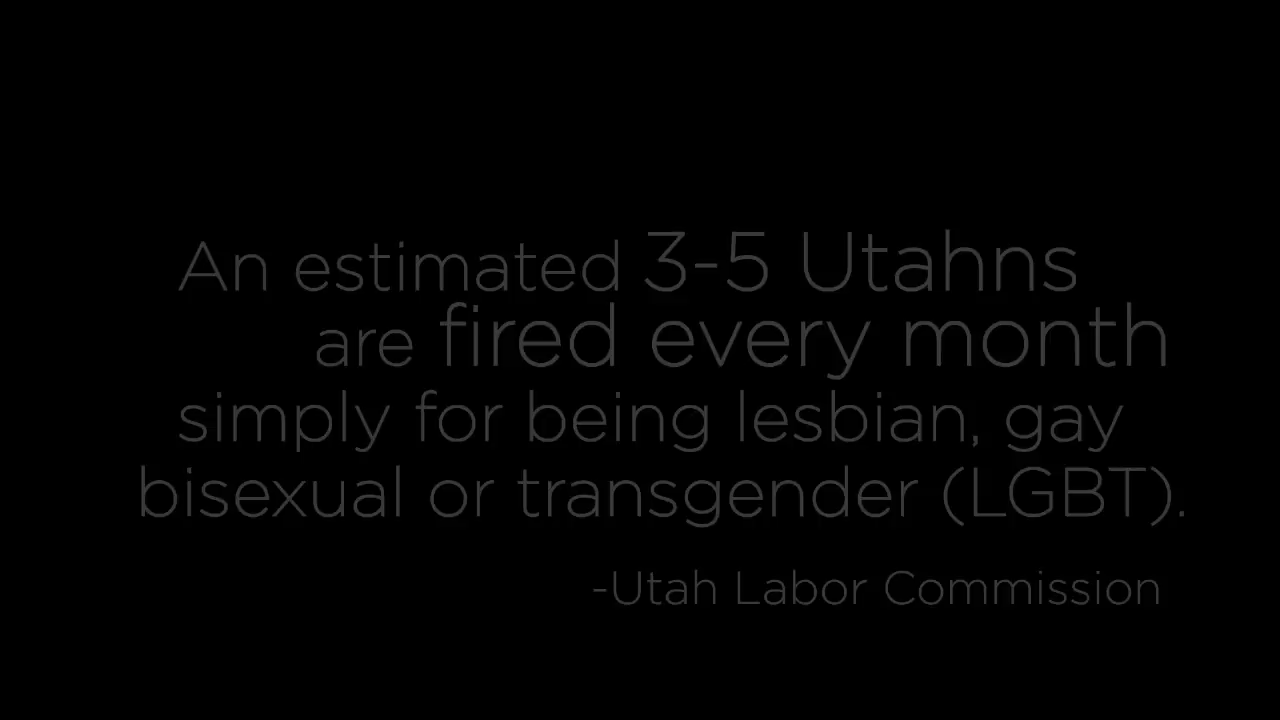 An estimated 3-5 Utahns
are fired every month
simply for being lesbian, gay
bisexual or transgender (LGBT).
-Utah Labor Commission